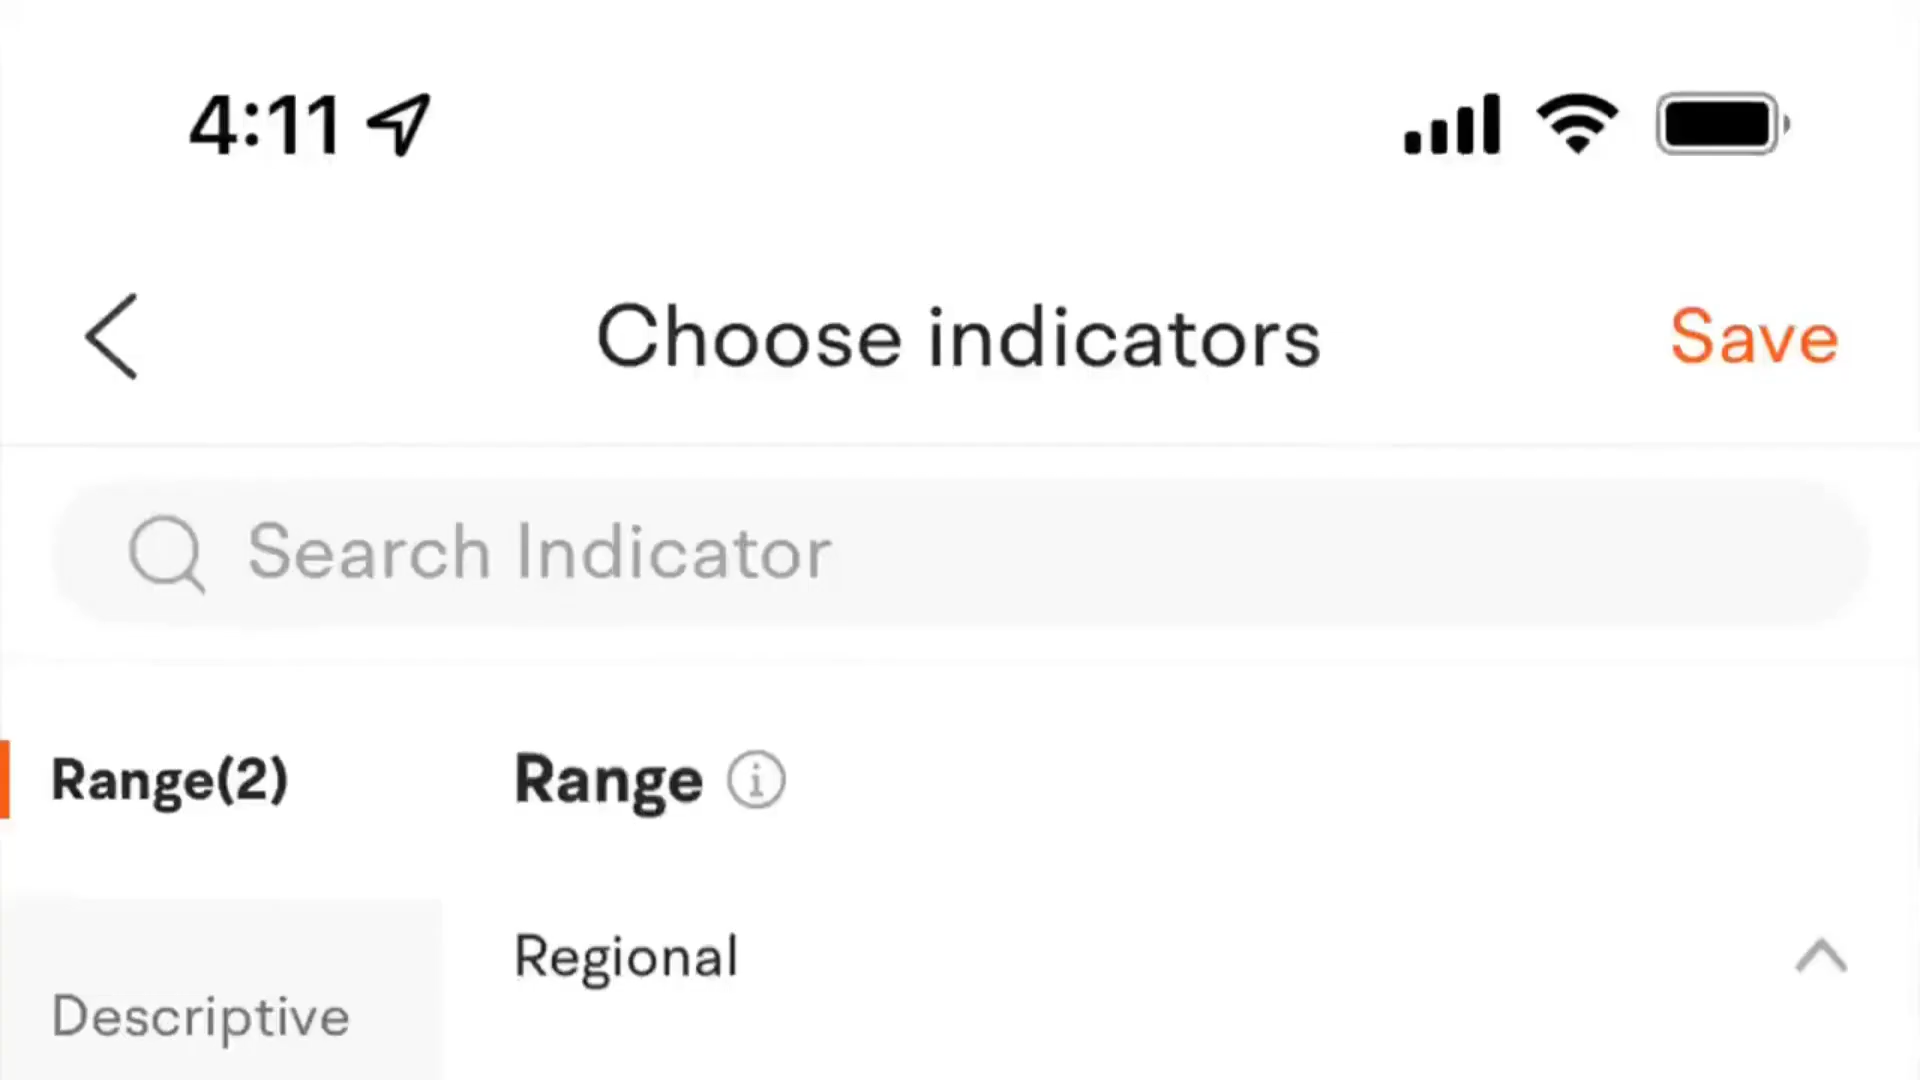 4:11
Choose indicators
Save
Search Indicator
Range(2)
Range
Regional
Descriptive